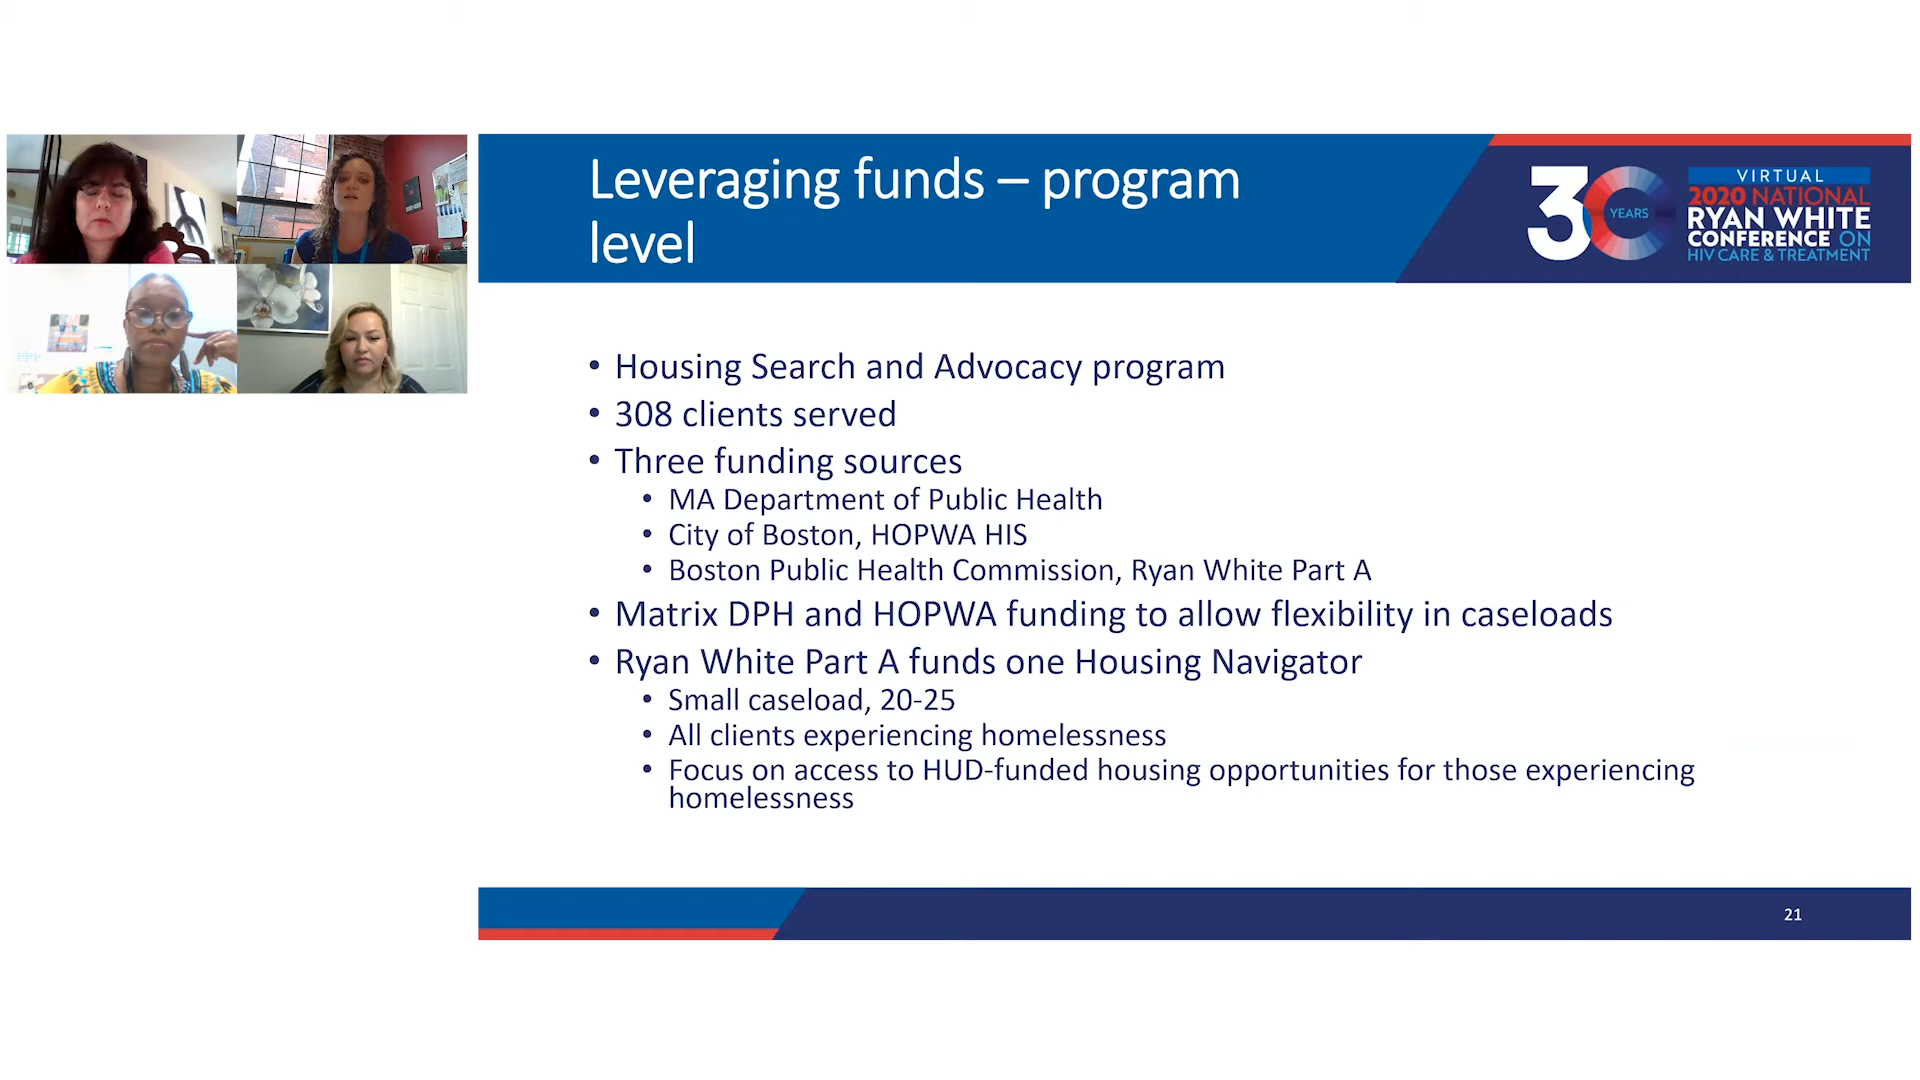 Leveraging funds – program
level
30
YEARS
VIRTUAL
2020 NATIONAL
RYAN WHITE
CONFERENCE ON
HIV CARE & TREATMENT
• Housing Search and Advocacy program
• 308 clients served
• Three funding sources
• MA Department of Public Health
• City of Boston, HOPWA HIS
• Boston Public Health Commission, Ryan White Part A
• Matrix DPH and HOPWA funding to allow flexibility in caseloads
• Ryan White Part A funds one Housing Navigator
• Small caseload, 20-25
• All clients experiencing homelessness
• Focus on access to HUD-funded housing opportunities for those experiencing
homelessness
21